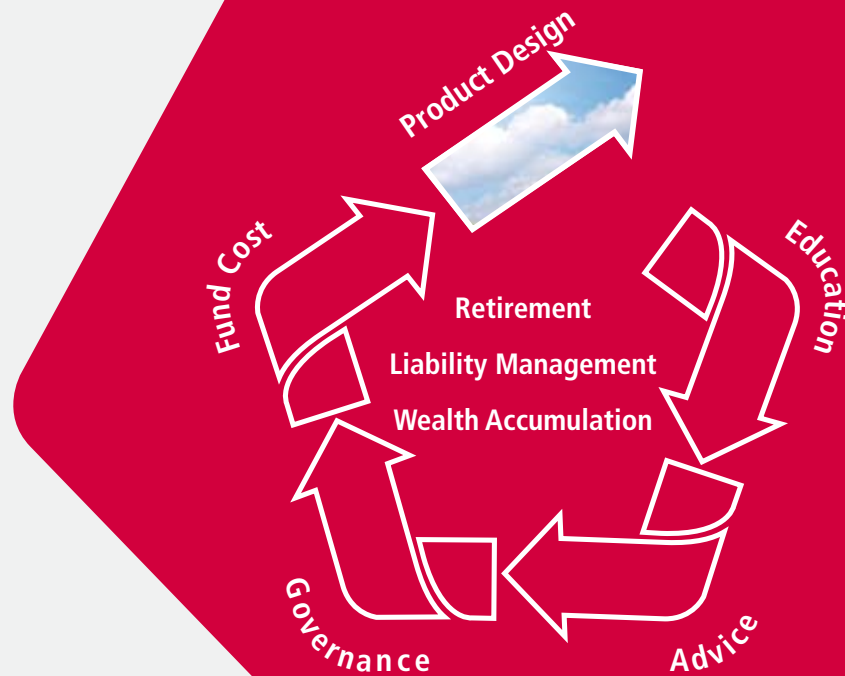 Product Design
Education
Fund Cost
Retirement
Liability Management
Wealth Accumulation
Governance
Advice